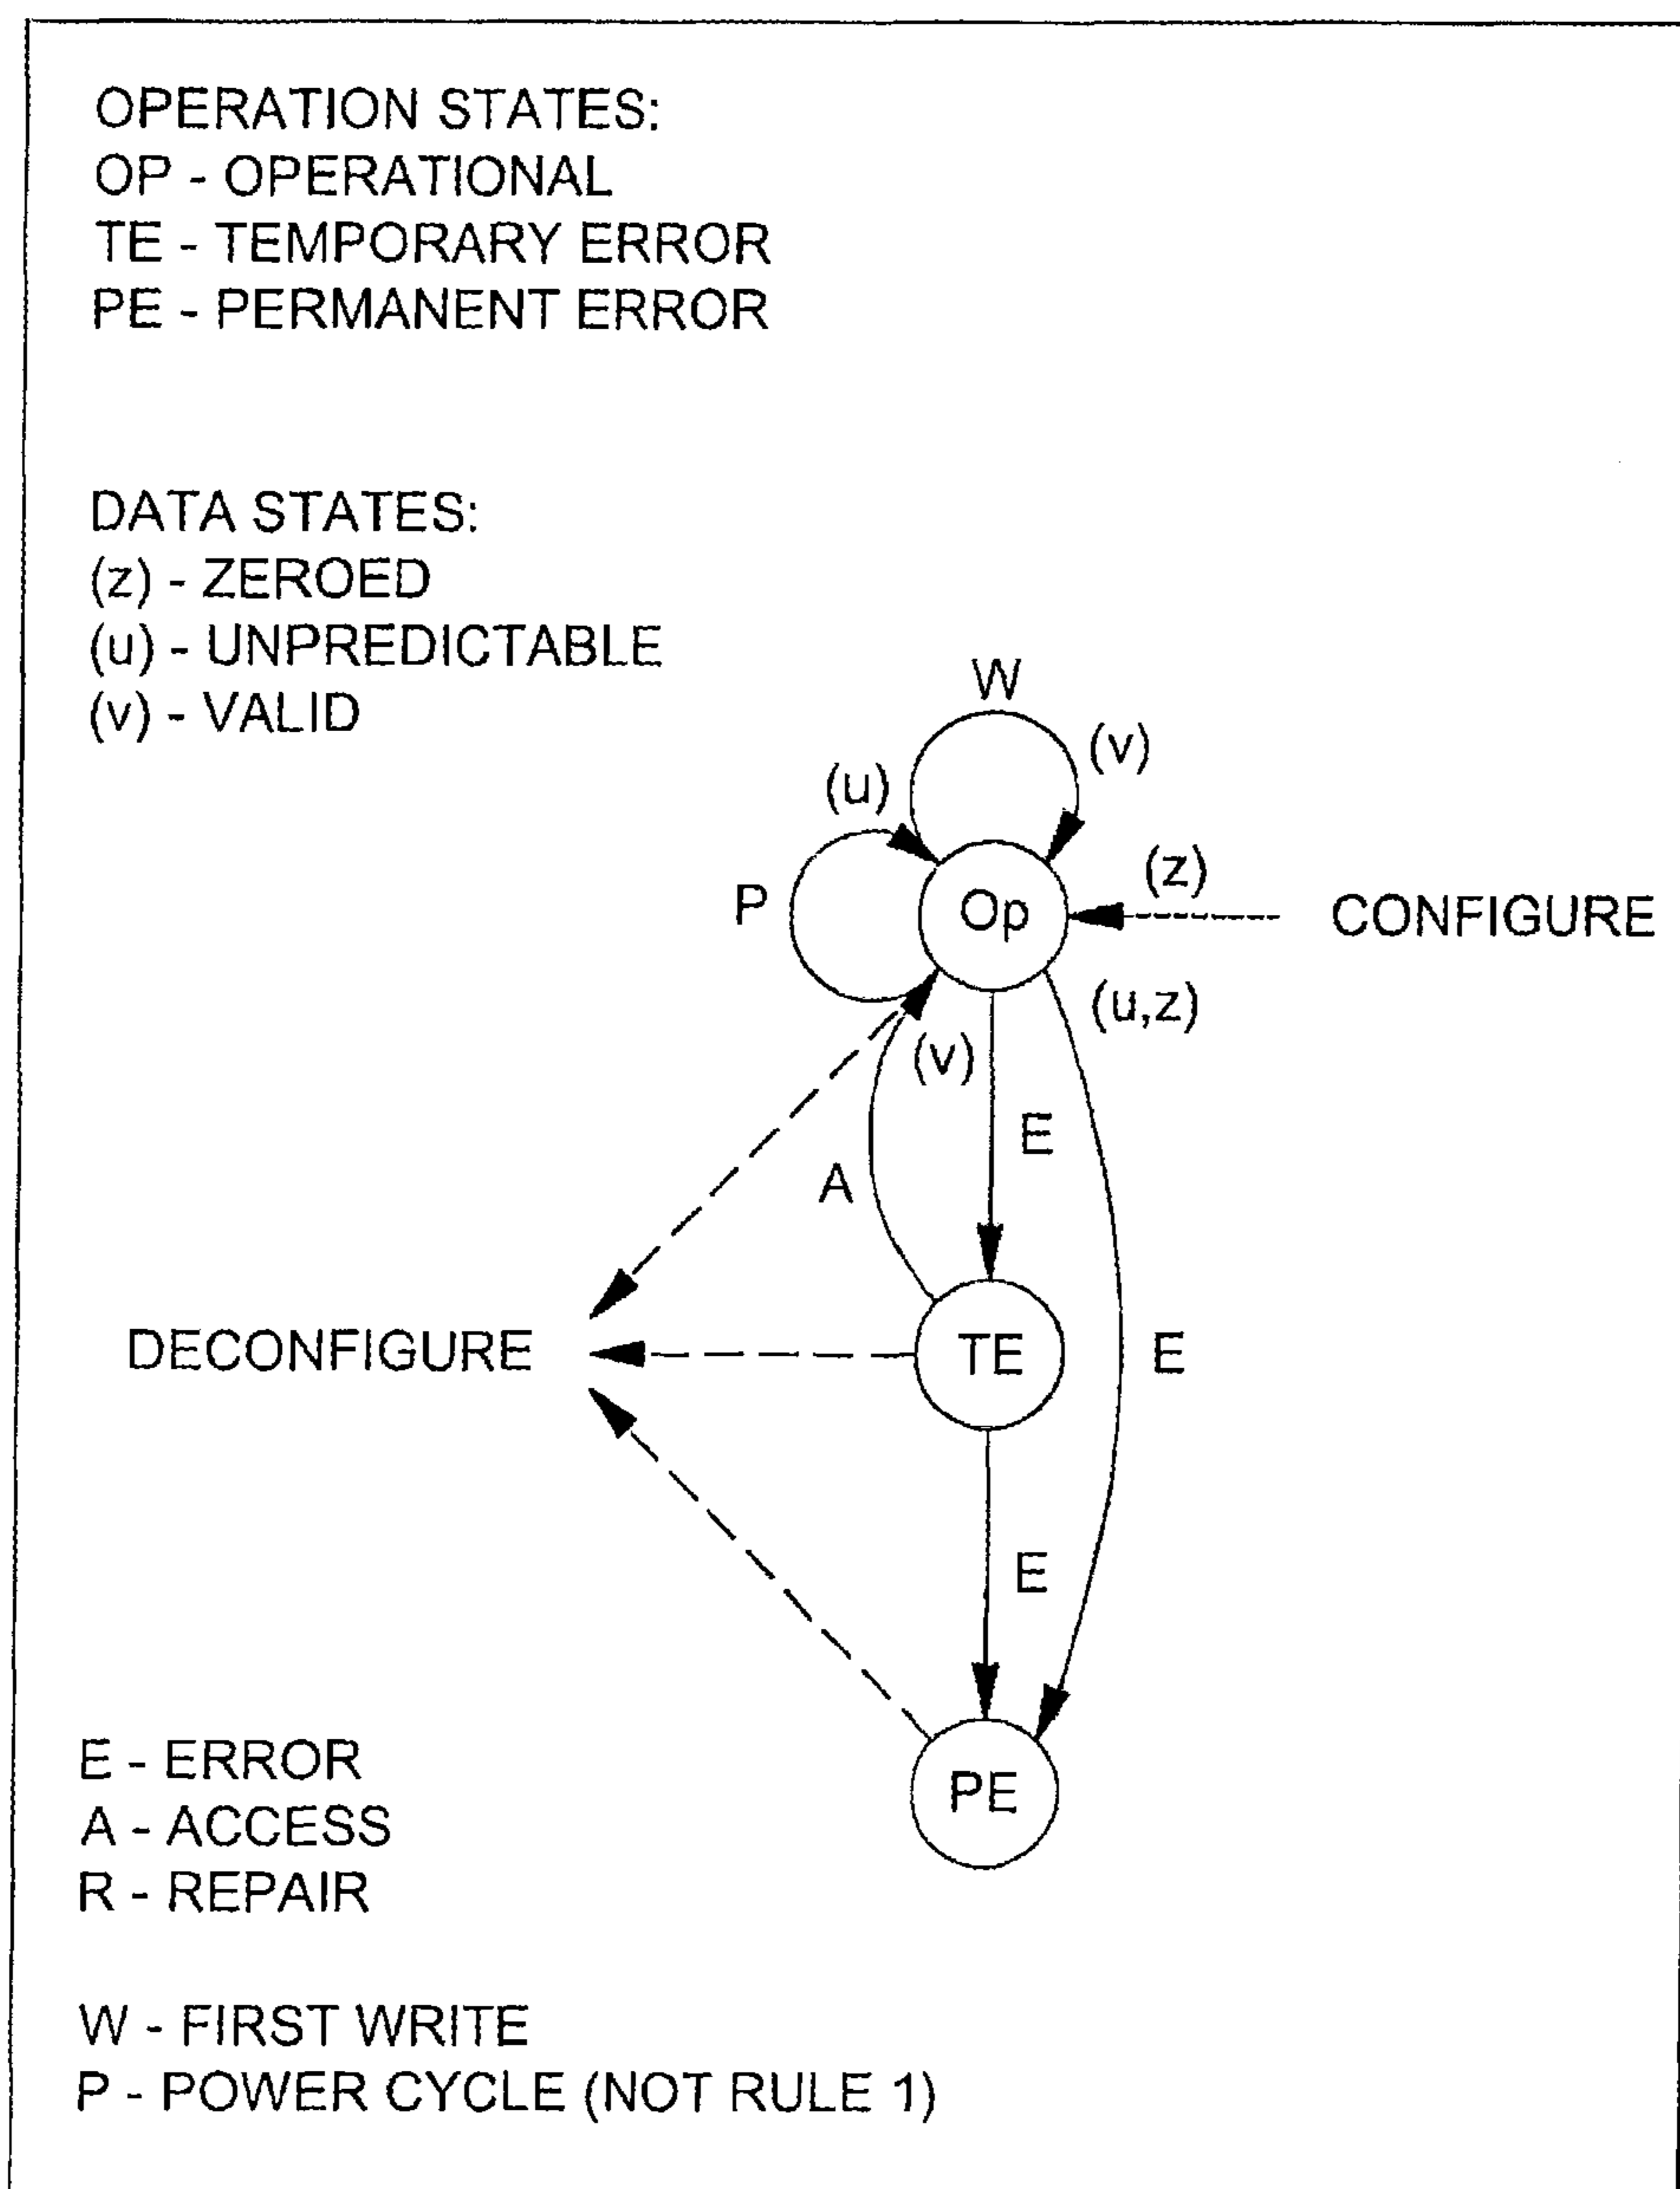 OPERATION STATES:
OP - OPERATIONAL
TE - TEMPORARY ERROR
PE - PERMANENT ERROR
DATA STATES:
(z) - ZEROED
(u) - UNPREDICTABLE
(v) - VALID
W
(v)
(u)
(z)
P
Op
CONFIGURE
(u,z)
(v)
E
A
DECONFIGURE
TE
E
E
PE
E - ERROR
A - ACCESS
R - REPAIR
W - FIRST WRITE
P - POWER CYCLE (NOT RULE 1)